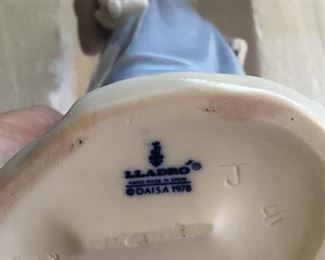 LLADRÓ®
HAND MADE IN SPAIN
© DAISA 1978
J